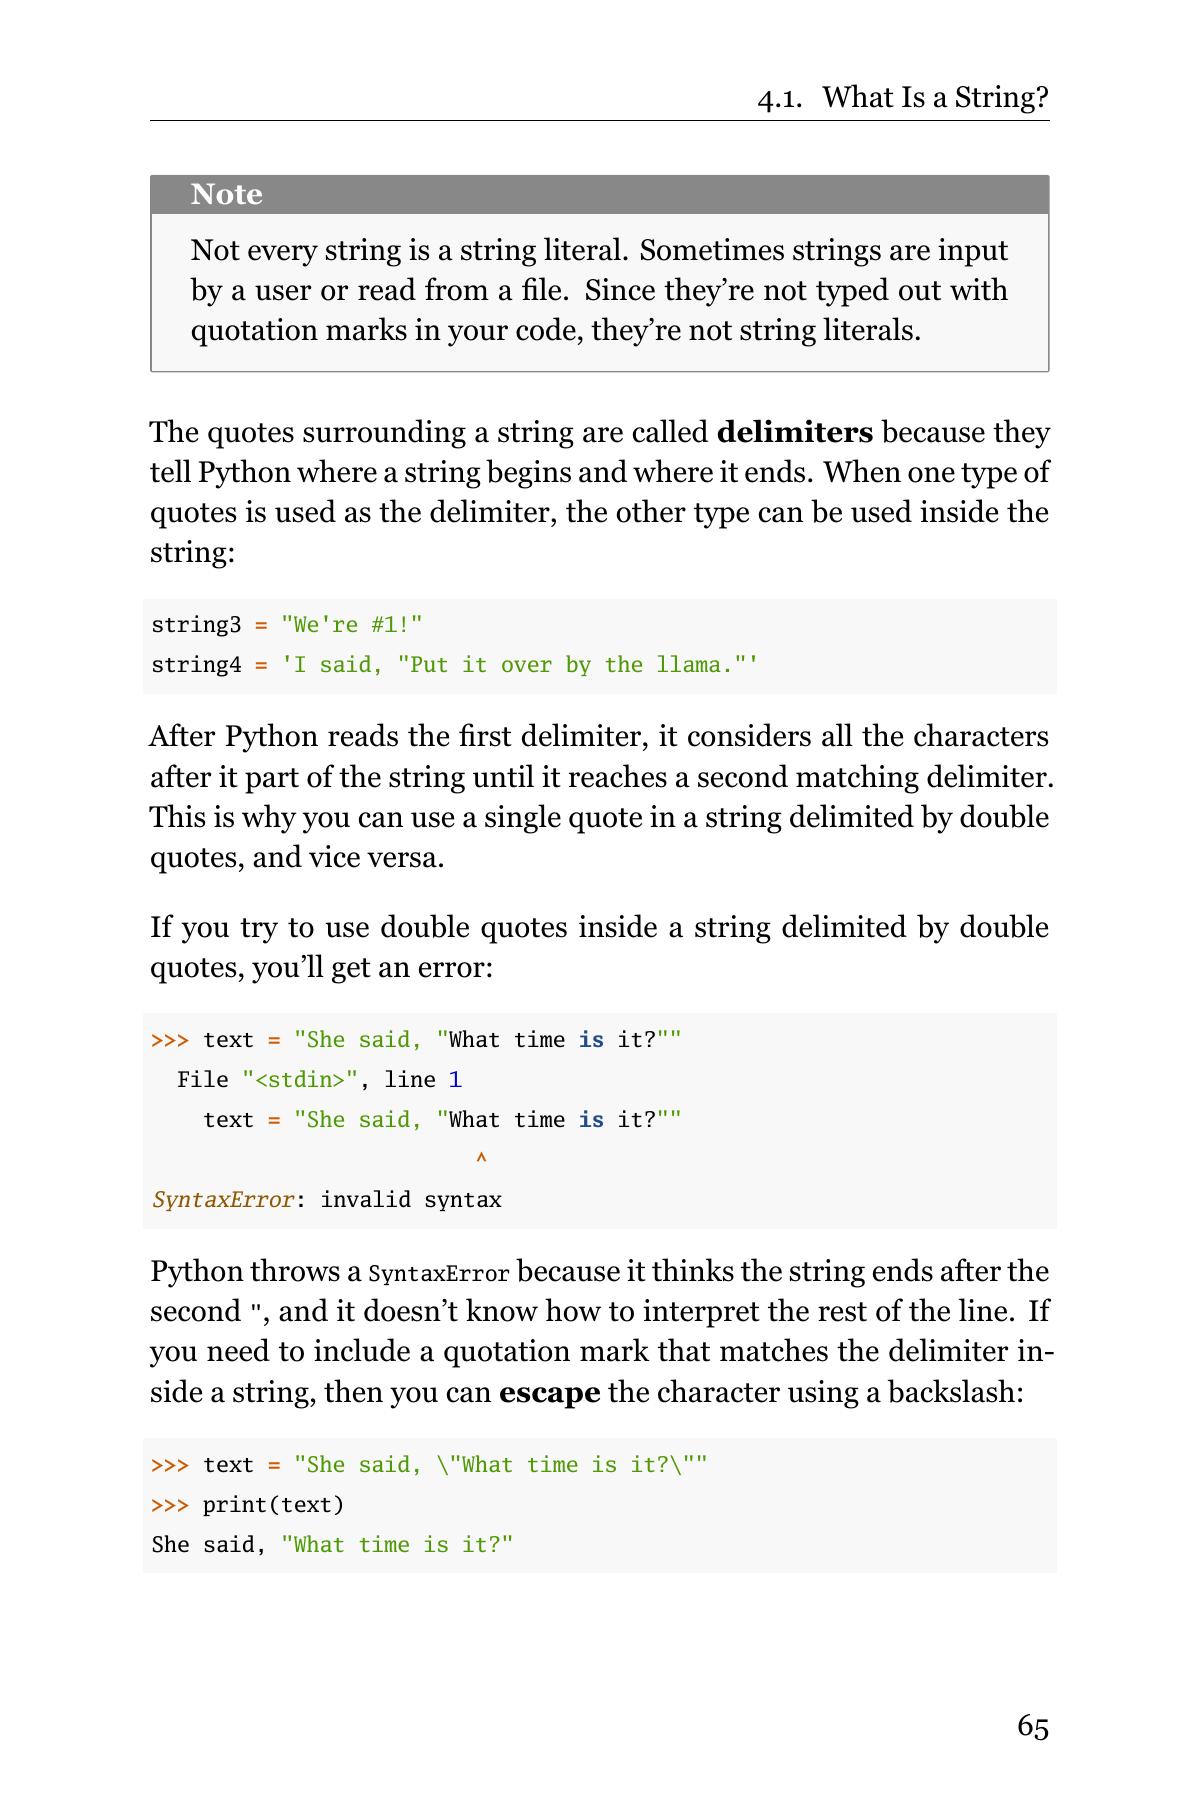 4.1. What Is a String?
Note
Not every string is a string literal. Sometimes strings are input
by a user or read from a file. Since they’re not typed out with
quotation marks in your code, they’re not string literals.
The quotes surrounding a string are called delimiters because they
tell Python where a string begins and where it ends. When one type of
quotes is used as the delimiter, the other type can be used inside the
string:
string3 = "We're #1!"
string4 = 'I said, "Put it over by the llama."'
After Python reads the first delimiter, it considers all the characters
after it part of the string until it reaches a second matching delimiter.
This is why you can use a single quote in a string delimited by double
quotes, and vice versa.
If you try to use double quotes inside a string delimited by double
quotes, you’ll get an error:
>>> text = "She said, "What time is it?""
  File "<stdin>", line 1
    text = "She said, "What time is it?""
                         ^
SyntaxError: invalid syntax
Python throws a SyntaxError because it thinks the string ends after the
second ", and it doesn’t know how to interpret the rest of the line. If
you need to include a quotation mark that matches the delimiter in-
side a string, then you can escape the character using a backslash:
>>> text = "She said, \"What time is it?\""
>>> print(text)
She said, "What time is it?"
65